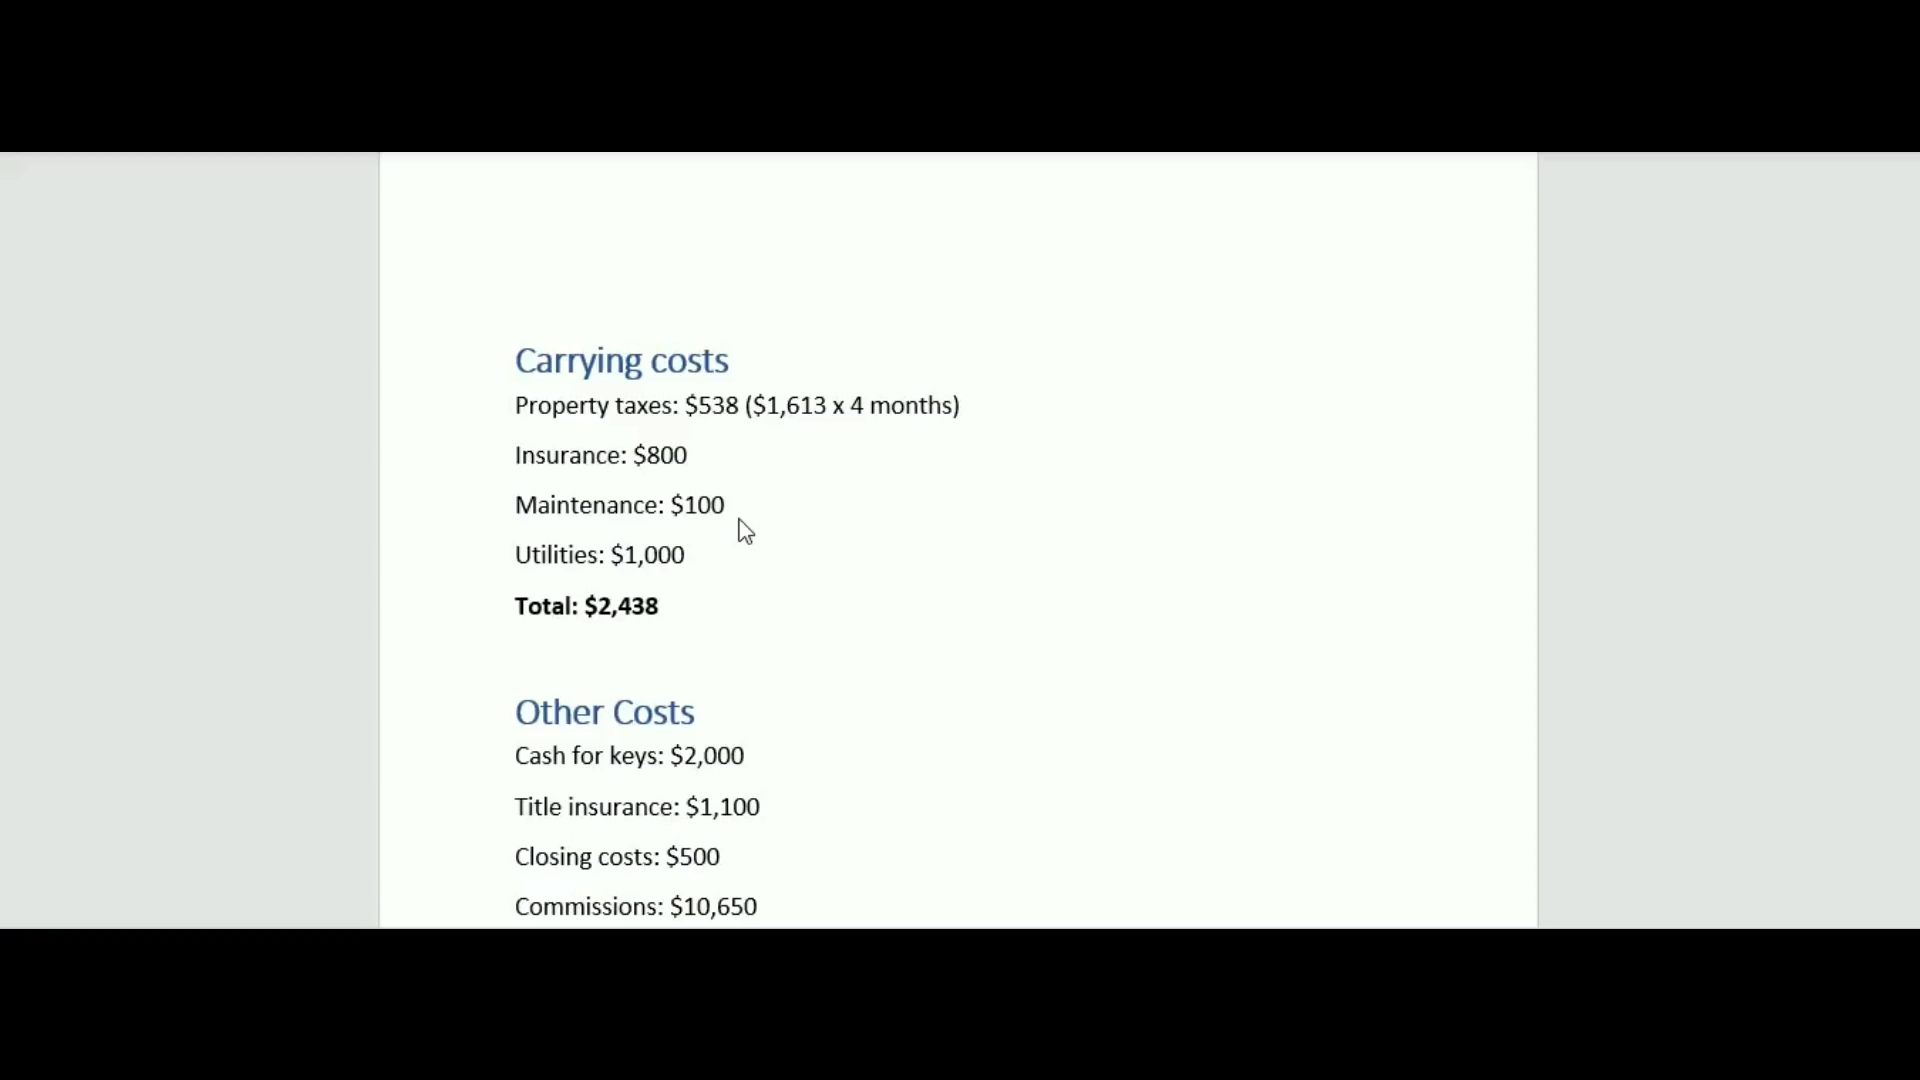 Carrying costs
Property taxes: $538 ($1,613 x 4 months)
Insurance: $800
Maintenance: $100
Utilities: $1,000
Total: $2,438
Other Costs
Cash for keys: $2,000
Title insurance: $1,100
Closing costs: $500
Commissions: $10,650